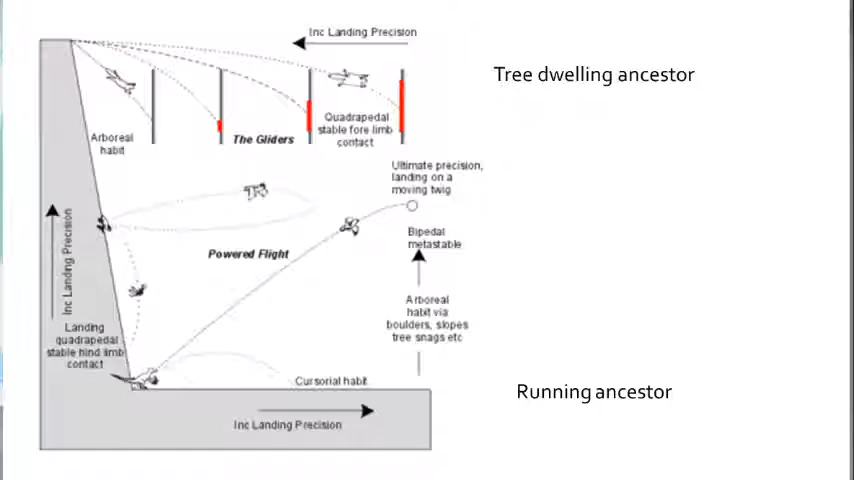 Inc Landing Precision
Tree dwelling ancestor
Arboreal
habit
The Gliders
Quadrapedal
stable fore limb
contact
Ultimate precision,
landing on a
moving twig
Inc Landing Precision
Bipedal
metastable
Powered Flight
Arboreal
habit via
boulders, slopes
tree snags etc
Landing
quadrapedal
stable hind limb
contact
Cursorial habit
Running ancestor
Inc Landing Precision